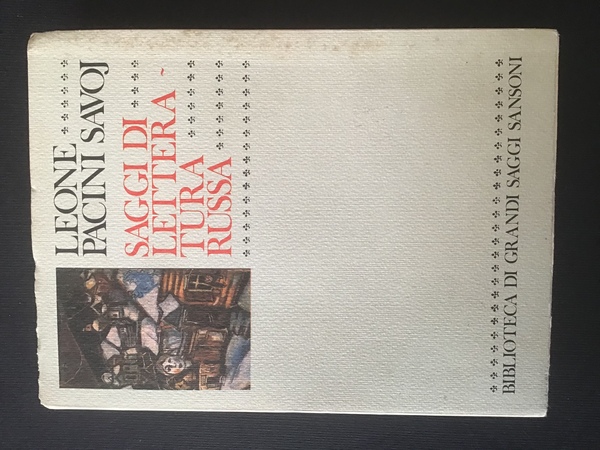 LEONE
PACINI SAVOJ
SAGGI DI
LETTERA~
TURA
RUSSA
BIBLIOTECA DI GRANDI SAGGI SANSONI